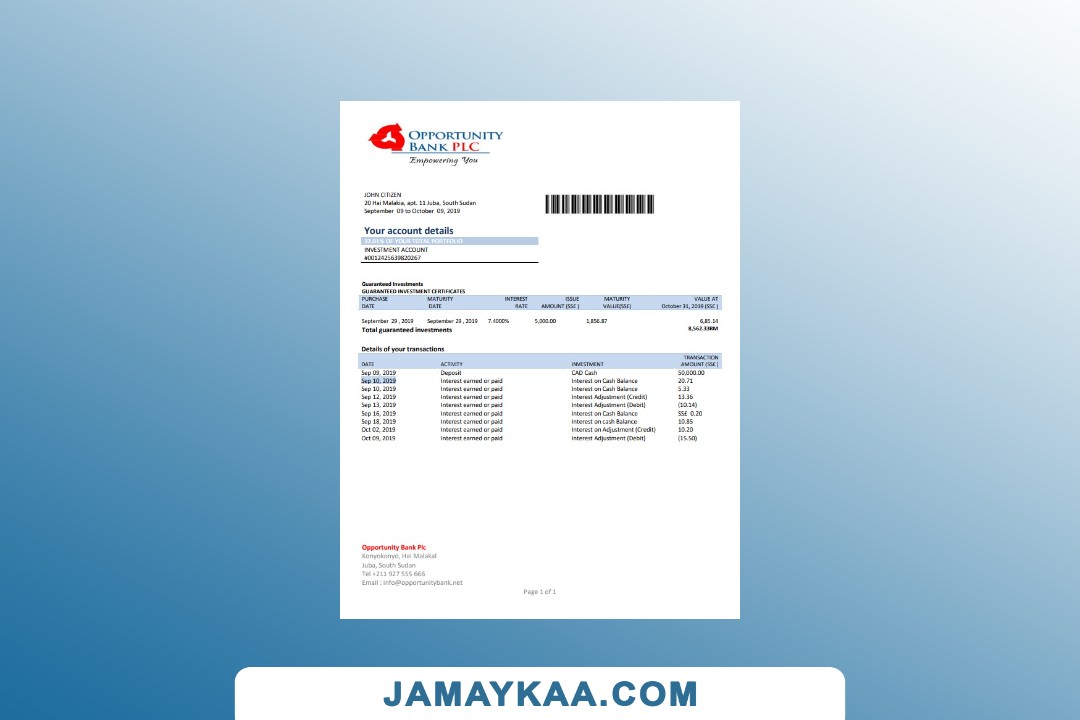 OPPORTUNITY
BANK PLC
Empowering You
JOHN CITIZEN
20 Hai Malakia, apt. 11 Juba, South Sudan
September 09 to October 09, 2019
Your account details
OF YOUR TOTAL PORTFOLIO
INVESTMENT ACCOUNT
#0012425639820267
Guaranteed Investments
GUARANTEED INVESTMENT CERTIFICATES
PURCHASE MATURITY INTEREST ISSUE MATURITY VALUE AT
DATE DATE RATE AMOUNT (SS£ ) VALUE(SS£) October 31, 2019 (SS£ )
September 29 , 2019 September 29 , 2019 7.4000% 5,000.00 1,856.87 6,85.14
Total guaranteed investments 8,562.33RM
Details of your transactions
TRANSACTION
DATE ACTIVITY INVESTMENT AMOUNT (SS£ )
Sep 09, 2019 Deposit CAD Cash 50,000.00
Sep 10, 2019 Interest earned or paid Interest on Cash Balance 20.71
Sep 10, 2019 Interest earned or paid Interest on Cash Balance 5.33
Sep 12, 2019 Interest earned or paid Interest Adjustment (Credit) 13.36
Sep 13, 2019 Interest earned or paid Interest Adjustment (Debit) (10.14)
Sep 16, 2019 Interest earned or paid Interest on Cash Balance SS£ 0.20
Sep 18, 2019 Interest earned or paid Interest on cash Balance 10.85
Oct 02, 2019 Interest earned or paid Interest on Adjustment (Credit) 10.20
Oct 09, 2019 Interest earned or paid Interest Adjustment (Debit) (15.50)
Opportunity Bank Plc
Konyokonyo, Hai Malakal
Juba, South Sudan
Tel +211 927 555 666
Email : info@opportunitybank.net
Page 1 of 1
JAMAYKAA.COM